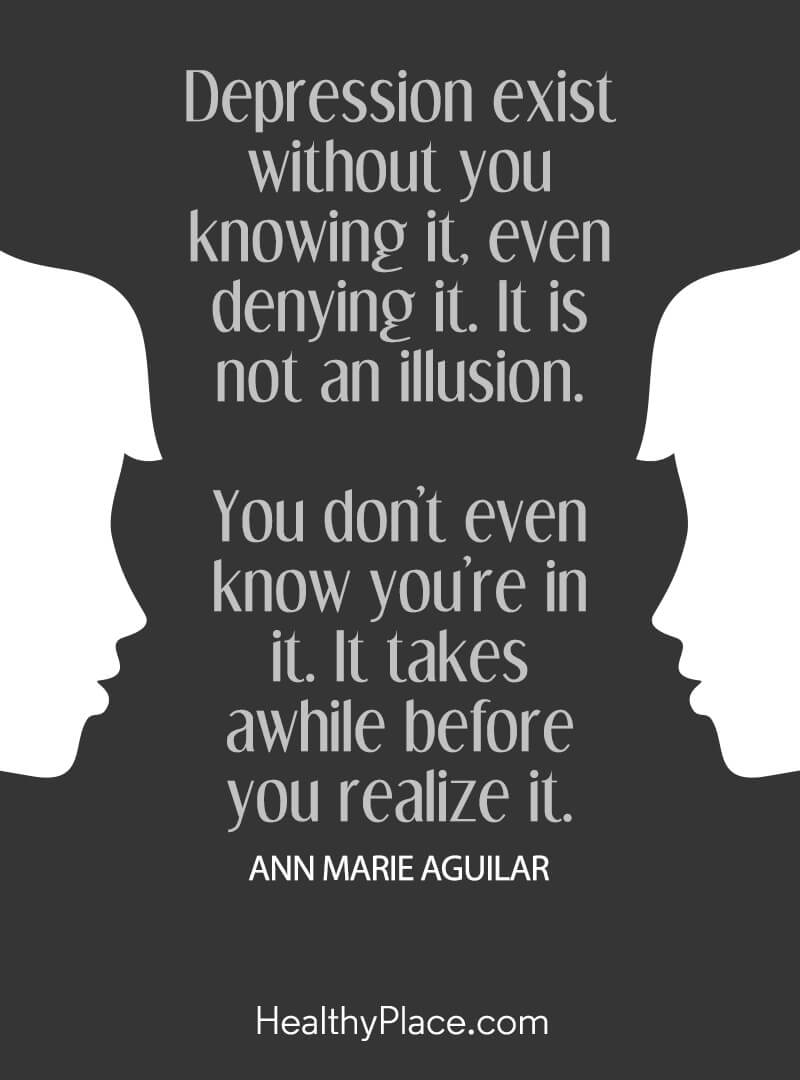 Depression exist
without you
knowing it, even
denying it. It is
not an illusion.
You don't even
know you're in
it. It takes
awhile before
you realize it.
ANN MARIE AGUILAR
HealthyPlace.com